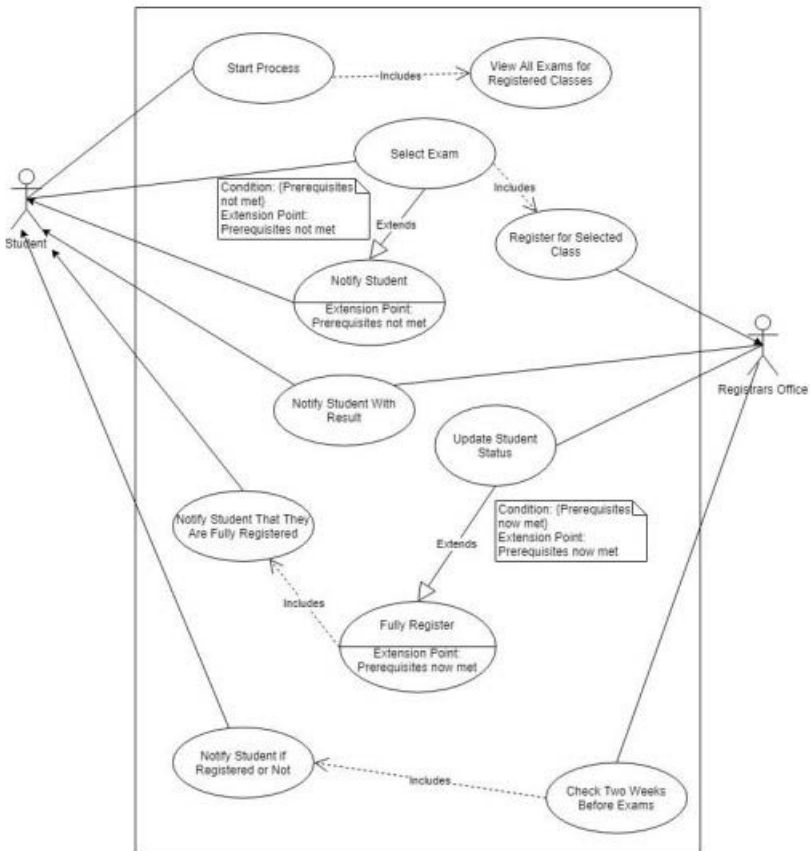 Start Process
Includes
View All Exams for
Registered Classes
Select Exam
Includes
Condition: {Prerequisites
not met}
Extension Point:
Prerequisites not met
Extends
Register for Selected
Class
Student
Notify Student
Extension Point:
Prerequisites not met
Registrars Office
Notify Student With
Result
Update Student
Status
Notify Student That They
Are Fully Registered
Condition: {Prerequisites
now met}
Extension Point:
Prerequisites now met
Extends
Includes
Fully Register
Extension Point:
Prerequisites now met
Notify Student if
Registered or Not
Includes
Check Two Weeks
Before Exams